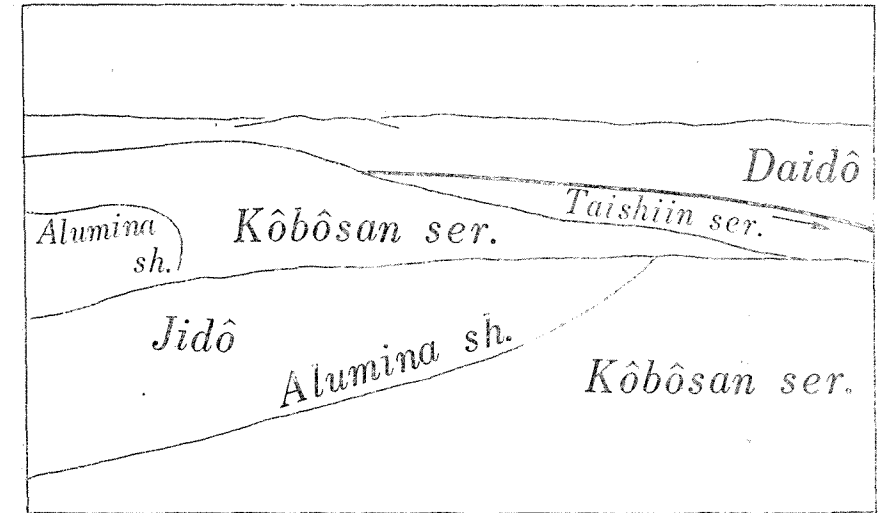 Daidô
Taishiin ser.
Alumina
sh.
Kôbôsan ser.
Jidô
Alumina sh.
Kôbôsan ser.